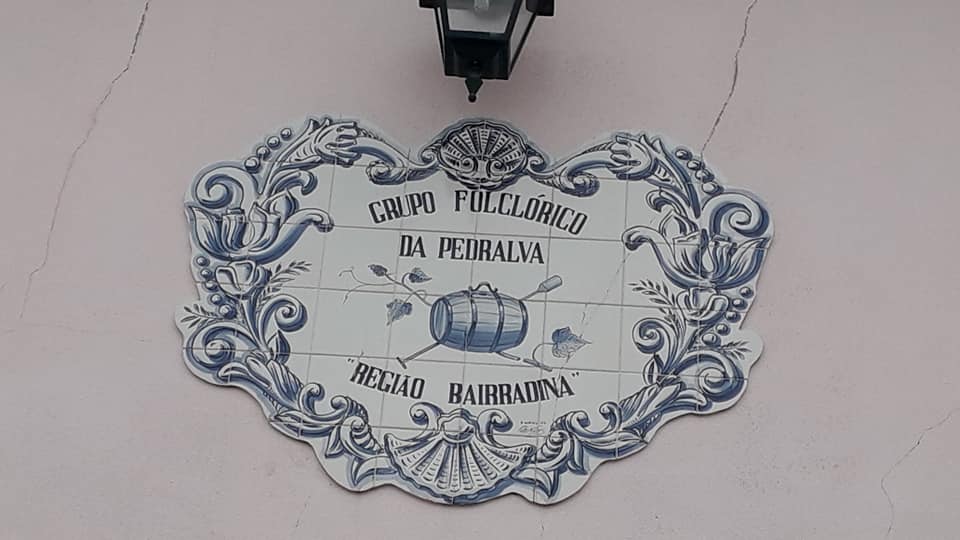 GRUPO FOLCLÓRICO
DA PEDRALVA
"REGIÃO BAIRRADINA"